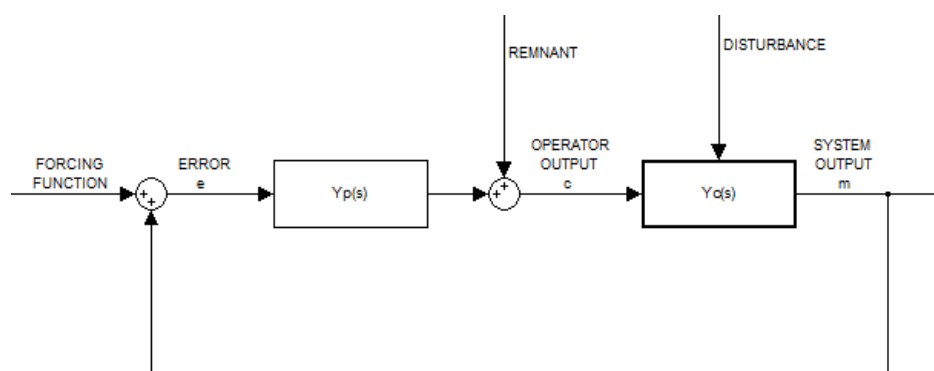 REMNANT
DISTURBANCE
FORCING
FUNCTION
ERROR
e
Yp(s)
OPERATOR
OUTPUT
c
Yc(s)
SYSTEM
OUTPUT
m
+
+
+
+